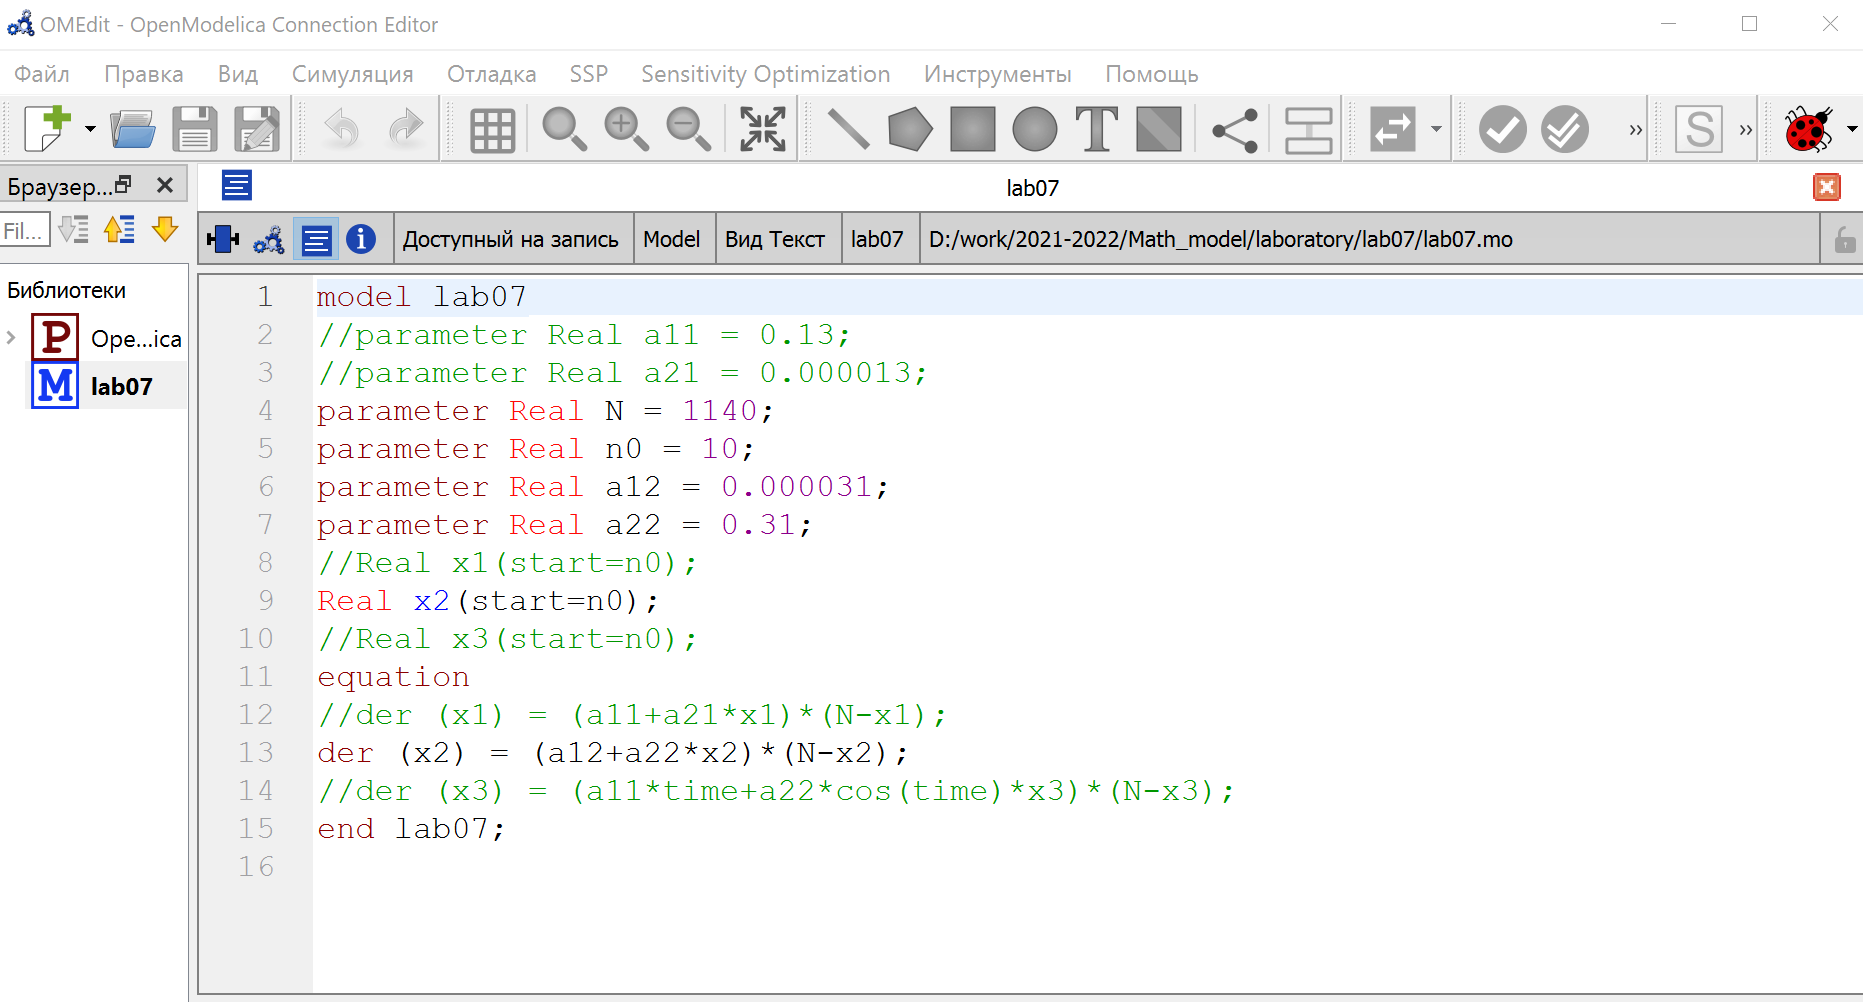 OMEdit - OpenModelica Connection Editor
Файл Правка Вид Симуляция Отладка SSP Sensitivity Optimization Инструменты Помощь
T S
Браузер...
lab07
Fil...
Доступный на запись Model Вид Текст lab07 D:/work/2021-2022/Math_model/laboratory/lab07/lab07.mo
Библиотеки
P Ope...ica
M lab07
1 model lab07
2 //parameter Real a11 = 0.13;
3 //parameter Real a21 = 0.000013;
4 parameter Real N = 1140;
5 parameter Real n0 = 10;
6 parameter Real a12 = 0.000031;
7 parameter Real a22 = 0.31;
8 //Real x1(start=n0);
9 Real x2(start=n0);
10 //Real x3(start=n0);
11 equation
12 //der (x1) = (a11+a21*x1)*(N-x1);
13 der (x2) = (a12+a22*x2)*(N-x2);
14 //der (x3) = (a11*time+a22*cos(time)*x3)*(N-x3);
15 end lab07;
16